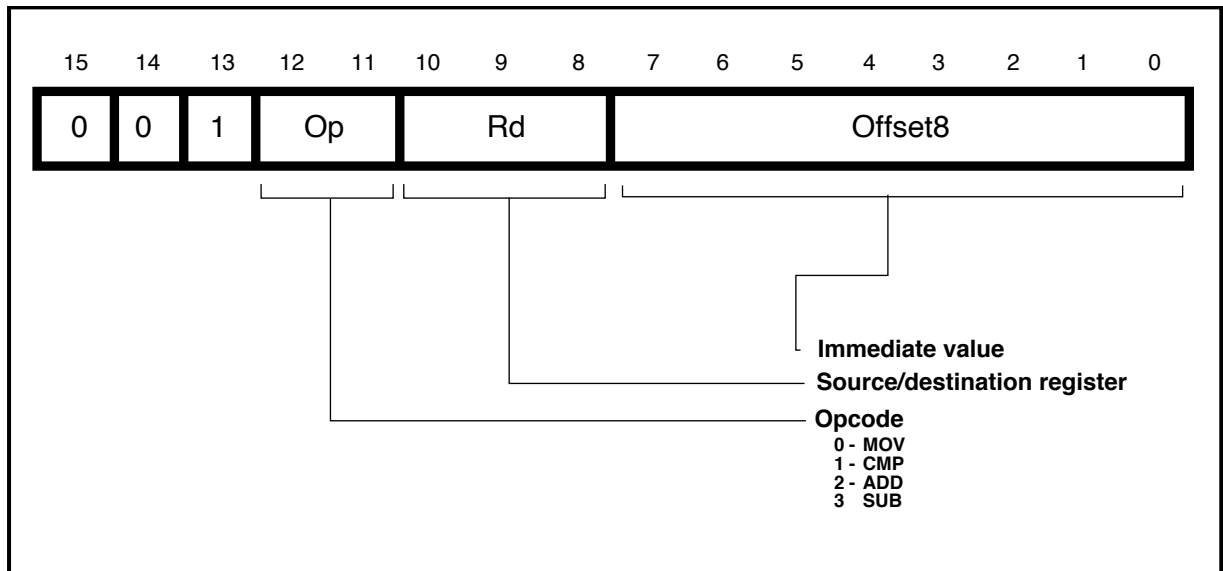 15 14 13 12 11 10 9 8 7 6 5 4 3 2 1 0
0 0 1 Op Rd Offset8
Immediate value
Source/destination register
Opcode
0 - MOV
1 - CMP
2 - ADD
3 SUB